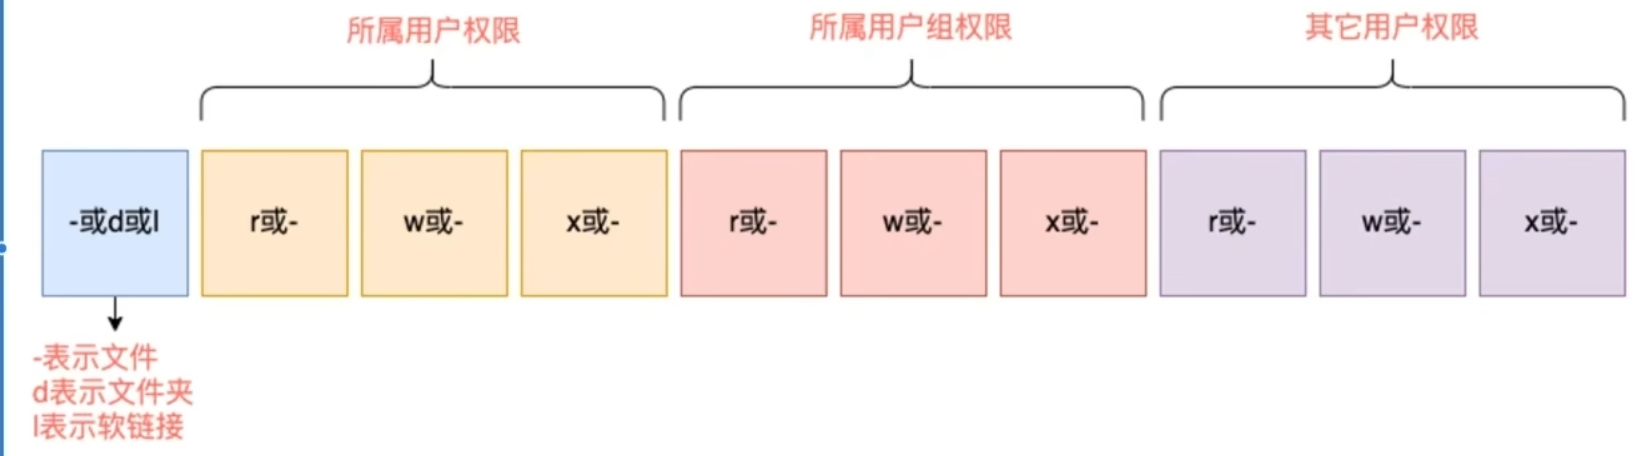 所属用户权限
所属用户组权限
其它用户权限
-或d或l
r或-
w或-
x或-
r或-
w或-
x或-
r或-
w或-
x或-
-表示文件
d表示文件夹
l表示软链接